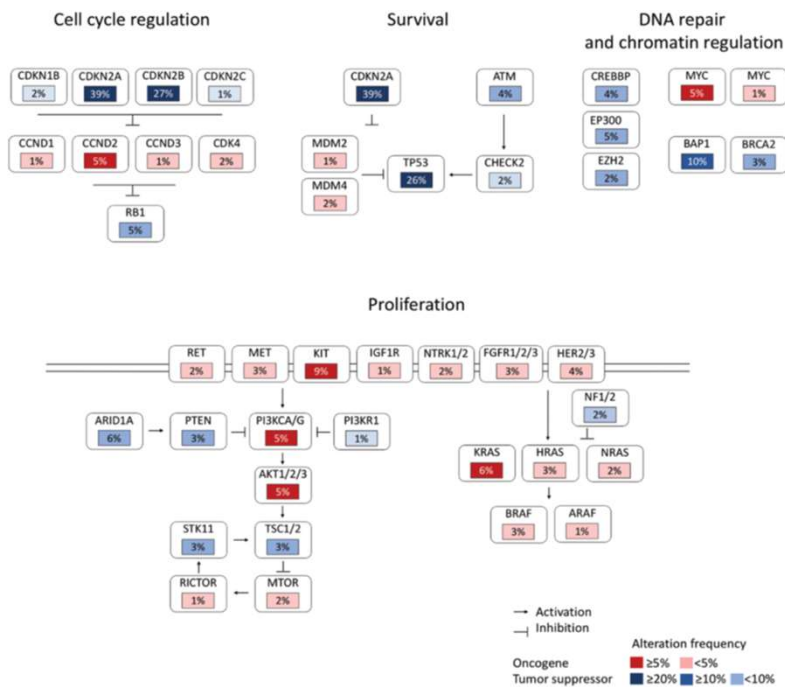 Cell cycle regulation
Survival
DNA repair
and chromatin regulation
CDKN1B CDKN2A CDKN2B CDKN2C
2% 39% 27% 1%
CCND1 CCND2 CCND3 CDK4
1% 5% 1% 2%
RB1
5%
CDKN2A ATM
39% 4%
MDM2
1%
TP53 CHECK2
26% 2%
MDM4
2%
CREBBP MYC MYC
4% 5% 1%
EP300
5%
BAP1 BRCA2
10% 3%
EZH2
2%
Proliferation
RET MET KIT IGF1R NTRK1/2 FGFR1/2/3 HER2/3
2% 3% 9% 1% 2% 3% 4%
NF1/2
2%
ARID1A PTEN PI3KCA/G PI3KR1
6% 3% 5% 1%
KRAS HRAS NRAS
6% 3% 2%
AKT1/2/3
5%
BRAF ARAF
3% 1%
STK11 TSC1/2
3% 3%
RICTOR MTOR
1% 2%
Activation
Inhibition
Alteration frequency
Oncogene ≥5% <5%
Tumor suppressor ≥20% ≥10% <10%